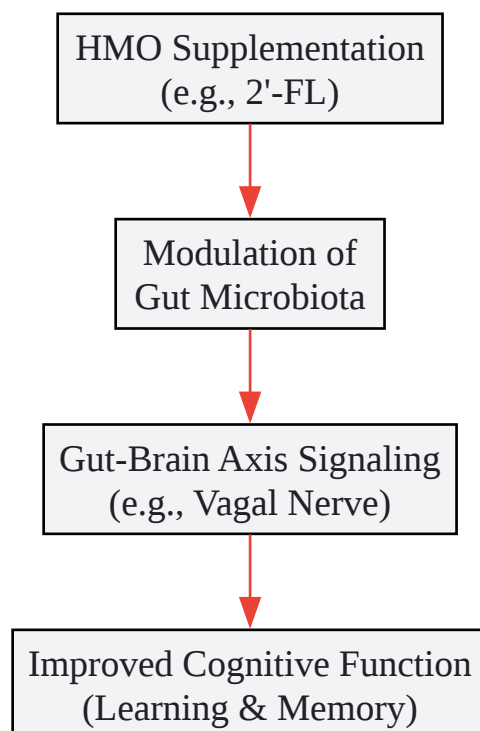 HMO Supplementation
(e.g., 2'-FL)
Modulation of
Gut Microbiota
Gut-Brain Axis Signaling
(e.g., Vagal Nerve)
Improved Cognitive Function
(Learning & Memory)